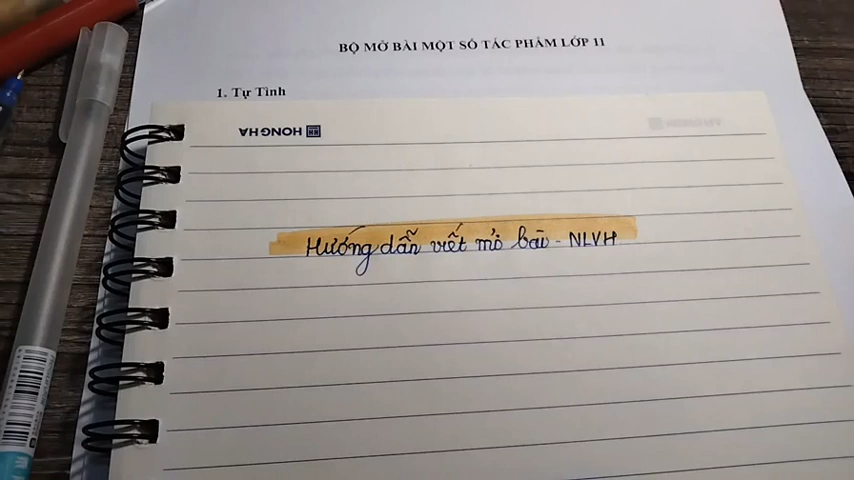 BỘ MỞ BÀI MỘT SỐ TÁC PHẨM LỚP 11
1. Tự Tình
HONG HA
Hướng dẫn viết mở bài - NLVH